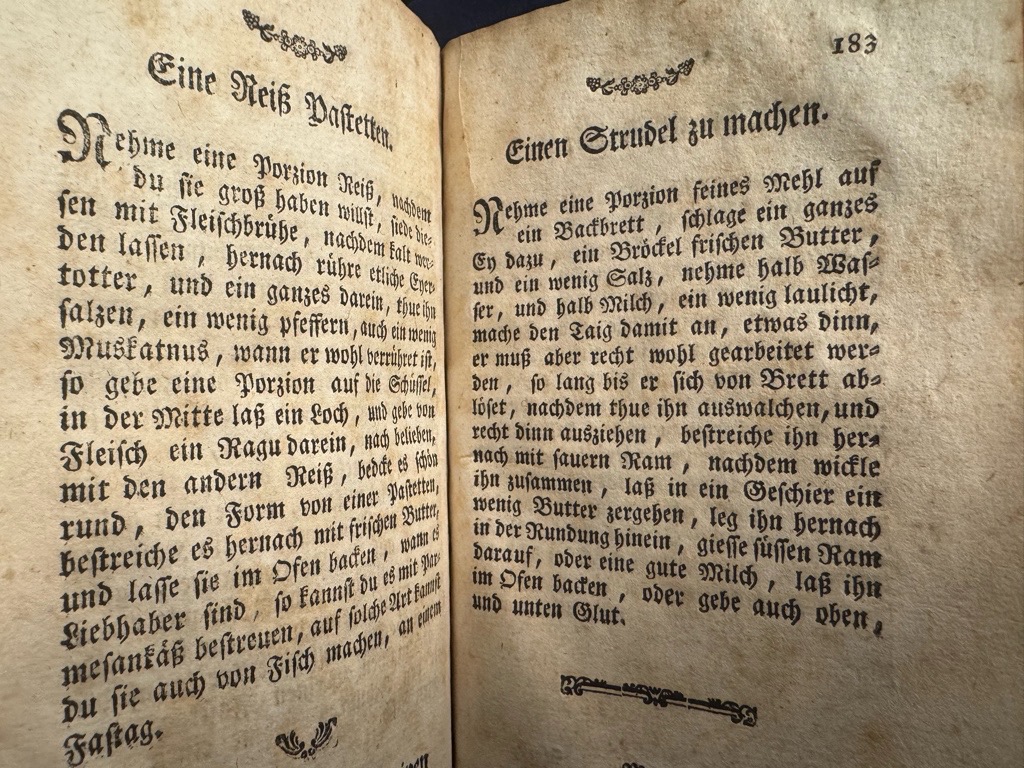 Eine Reiß Pastetten.
Nehme eine Porzion Reiß, nachdem
du sie groß haben willst, siede die=
sen mit Fleischbrühe, nachdem kalt wer=
den lassen, hernach rühre etliche Eyer=
totter, und ein ganzes darein, thue ihn
salzen, ein wenig pfeffern, auch ein wenig
Muskatnus, wann er wohl verrühret ist,
so gebe eine Porzion auf die Schüssel,
in der Mitte laß ein Loch, und gebe von
Fleisch ein Ragu darein, nach belieben,
mit den andern Reiß, bedcke es schön
rund, den Form von einer Pastetten,
bestreiche es hernach mit frischen Butter,
und lasse sie im Ofen backen, wann es
Liebhaber sind, so kannst du es mit Par=
mesankäß bestreuen, auf solche Art kannst
du sie auch von Fisch machen, an einem
Fastag.
183
Einen Strudel zu machen.
Nehme eine Porzion feines Mehl auf
ein Backbrett, schlage ein ganzes
Ey dazu, ein Bröckel frischen Butter,
und ein wenig Salz, nehme halb Was=
ser, und halb Milch, ein wenig laulicht,
mache den Taig damit an, etwas dinn,
er muß aber recht wohl gearbeitet wer=
den, so lang bis er sich von Brett ab=
löset, nachdem thue ihn auswalchen, und
recht dinn ausziehen, bestreiche ihn her=
nach mit sauern Ram, nachdem wickle
ihn zusammen, laß in ein Geschier ein
wenig Butter zergehen, leg ihn hernach
in der Rundung hinein, giesse süssen Ram
darauf, oder eine gute Milch, laß ihn
im Ofen backen, oder gebe auch oben,
und unten Glut.